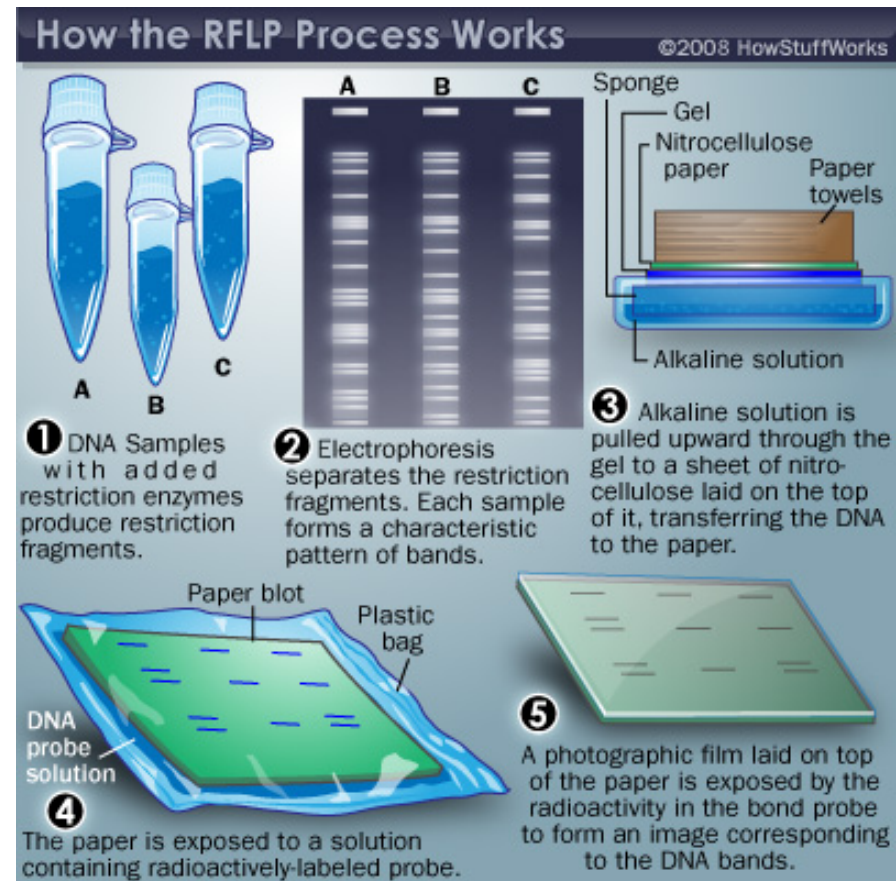 How the RFLP Process Works
©2008 HowStuffWorks
A
B
C
A
B
C
1 DNA Samples
with added
restriction enzymes
produce restriction
fragments.
2 Electrophoresis
separates the restriction
fragments. Each sample
forms a characteristic
pattern of bands.
Sponge
Gel
Nitrocellulose
paper
Paper
towels
Alkaline solution
3 Alkaline solution is
pulled upward through the
gel to a sheet of nitro-
cellulose laid on the top
of it, transferring the DNA
to the paper.
Paper blot
Plastic
bag
DNA
probe
solution
4
The paper is exposed to a solution
containing radioactively-labeled probe.
5
A photographic film laid on top
of the paper is exposed by the
radioactivity in the bond probe
to form an image corresponding
to the DNA bands.